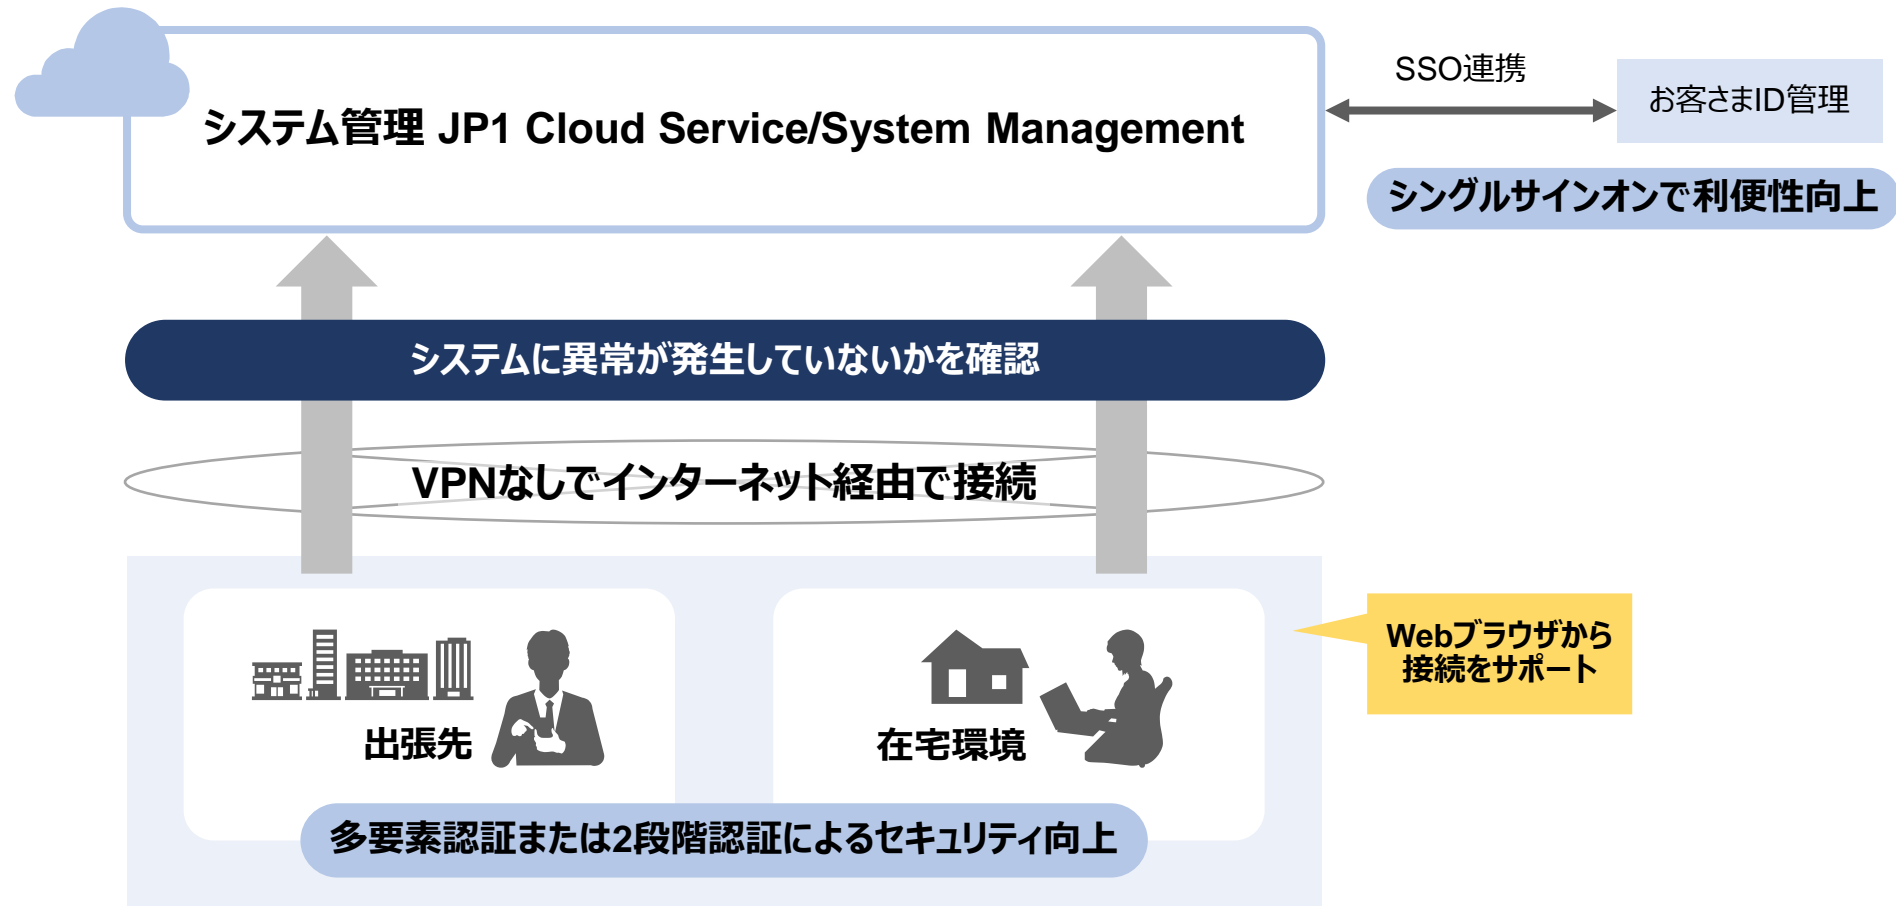 システム管理 JP1 Cloud Service/System Management
SSO連携
お客さまID管理
シングルサインオンで利便性向上
システムに異常が発生していないかを確認
VPNなしでインターネット経由で接続
出張先
在宅環境
Webブラウザから
接続をサポート
多要素認証または2段階認証によるセキュリティ向上